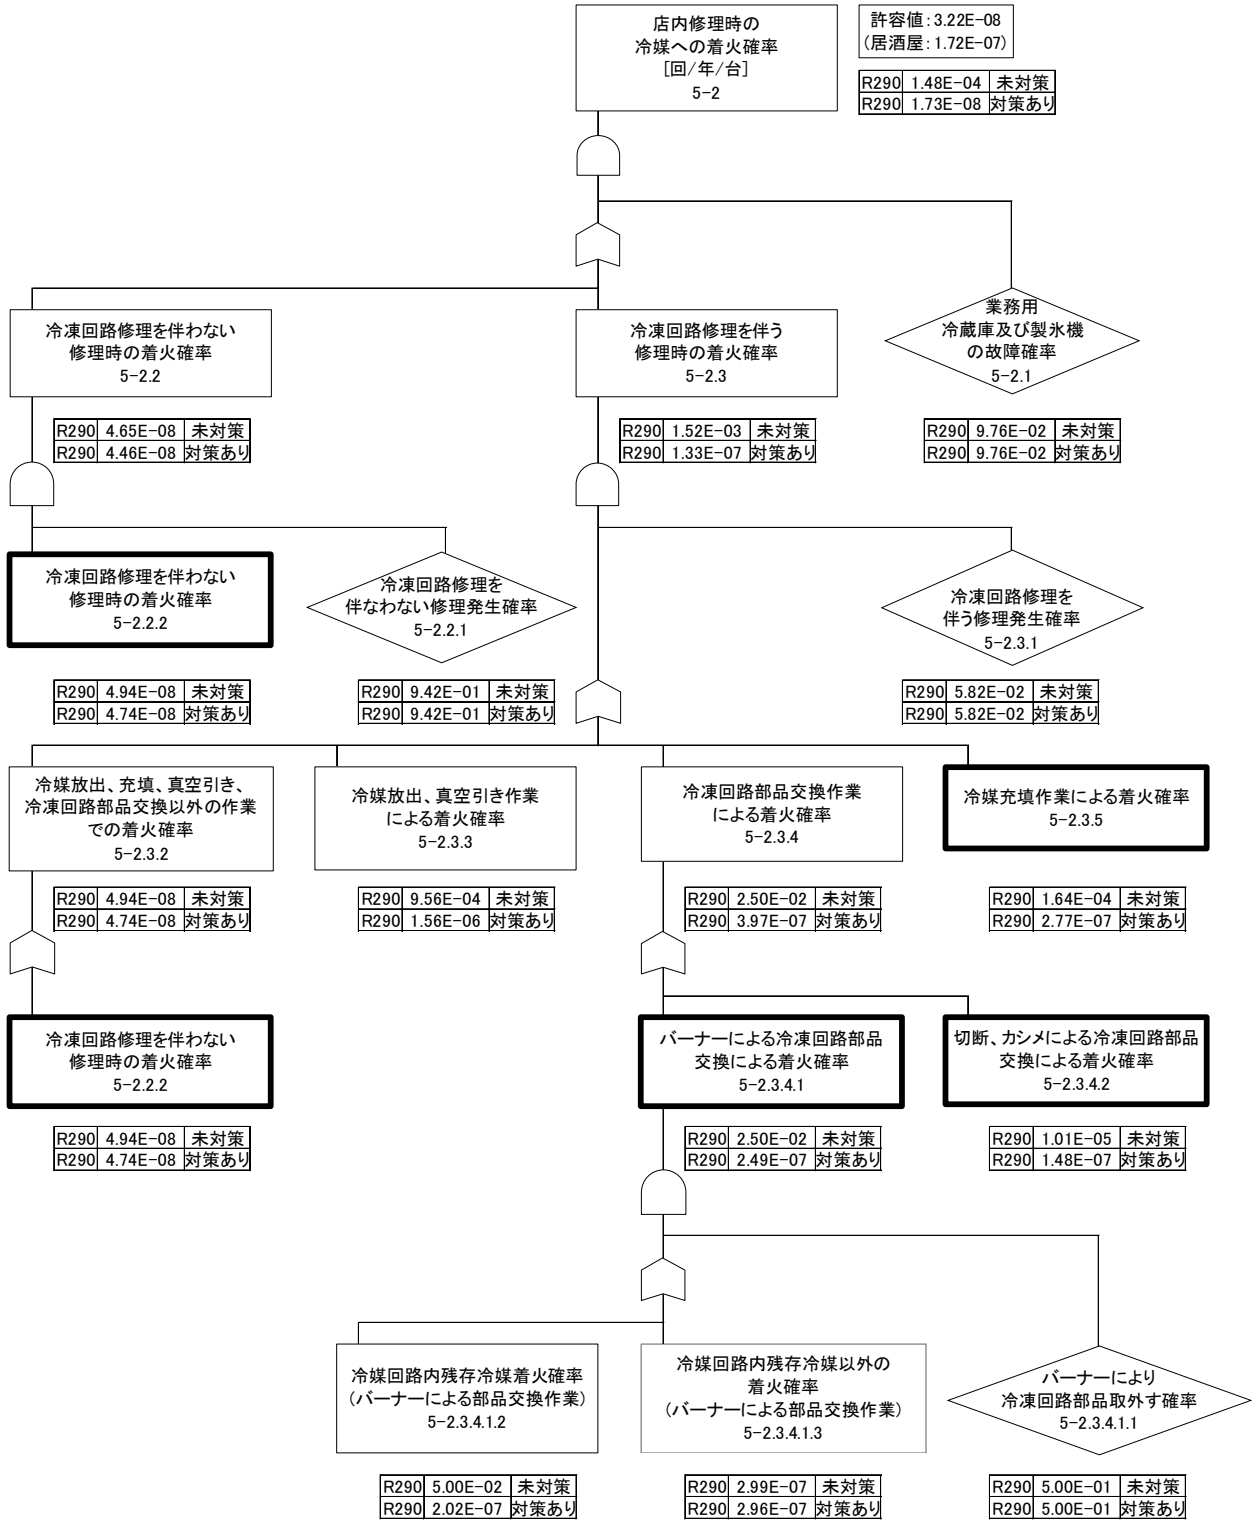 店内修理時の
冷媒への着火確率
[回/年/台]
5-2
許容値：3.22E-08
(居酒屋：1.72E-07)
R290 1.48E-04 未対策
R290 1.73E-08 対策あり
冷凍回路修理を伴わない
修理時の着火確率
5-2.2
冷凍回路修理を伴う
修理時の着火確率
5-2.3
業務用
冷蔵庫及び製氷機
の故障確率
5-2.1
R290 4.65E-08 未対策
R290 4.46E-08 対策あり
R290 1.52E-03 未対策
R290 1.33E-07 対策あり
R290 9.76E-02 未対策
R290 9.76E-02 対策あり
冷凍回路修理を伴わない
修理時の着火確率
5-2.2.2
冷凍回路修理を
伴なわない修理発生確率
5-2.2.1
冷凍回路修理を
伴う修理発生確率
5-2.3.1
R290 4.94E-08 未対策
R290 4.74E-08 対策あり
R290 9.42E-01 未対策
R290 9.42E-01 対策あり
R290 5.82E-02 未対策
R290 5.82E-02 対策あり
冷媒放出、充填、真空引き、
冷凍回路部品交換以外の作業
での着火確率
5-2.3.2
冷媒放出、真空引き作業
による着火確率
5-2.3.3
冷凍回路部品交換作業
による着火確率
5-2.3.4
冷媒充填作業による着火確率
5-2.3.5
R290 4.94E-08 未対策
R290 4.74E-08 対策あり
R290 9.56E-04 未対策
R290 1.56E-06 対策あり
R290 2.50E-02 未対策
R290 3.97E-07 対策あり
R290 1.64E-04 未対策
R290 2.77E-07 対策あり
冷凍回路修理を伴わない
修理時の着火確率
5-2.2.2
バーナーによる冷凍回路部品
交換による着火確率
5-2.3.4.1
切断、カシメによる冷凍回路部品
交換による着火確率
5-2.3.4.2
R290 4.94E-08 未対策
R290 4.74E-08 対策あり
R290 2.50E-02 未対策
R290 2.49E-07 対策あり
R290 1.01E-05 未対策
R290 1.48E-07 対策あり
冷媒回路内残存冷媒着火確率
(バーナーによる部品交換作業)
5-2.3.4.1.2
冷媒回路内残存冷媒以外の
着火確率
(バーナーによる部品交換作業)
5-2.3.4.1.3
バーナーにより
冷凍回路部品取外す確率
5-2.3.4.1.1
R290 5.00E-02 未対策
R290 2.02E-07 対策あり
R290 2.99E-07 未対策
R290 2.96E-07 対策あり
R290 5.00E-01 未対策
R290 5.00E-01 対策あり